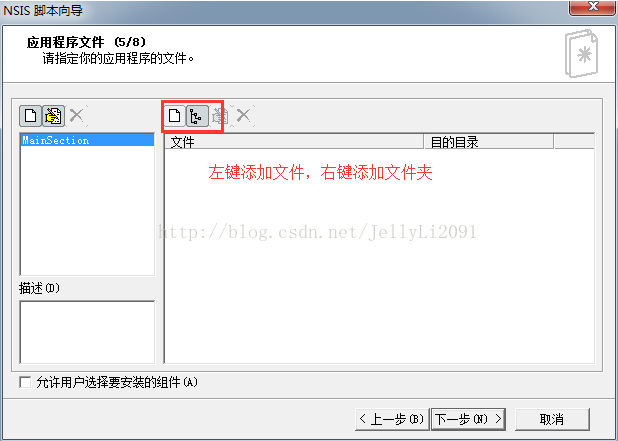 NSIS 脚本向导
应用程序文件 (5/8)
请指定你的应用程序的文件。
MainSection
文件 目的目录
左键添加文件，右键添加文件夹
http://blog.csdn.net/JellyLi2091
描述(D)
允许用户选择要安装的组件(A)
< 上一步(B) 下一步(N) > 取消